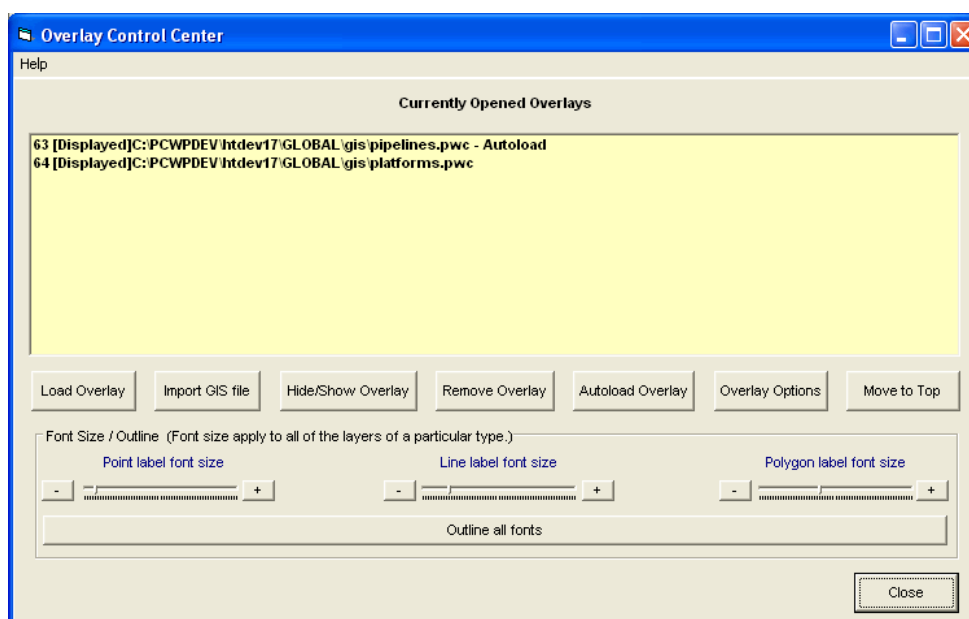 Overlay Control Center
Help
Currently Opened Overlays
63 [Displayed]C:\PCWPDEV\htdev17\GLOBAL\gis\pipelines.pwc - Autoload
64 [Displayed]C:\PCWPDEV\htdev17\GLOBAL\gis\platforms.pwc
Load Overlay Import GIS file Hide/Show Overlay Remove Overlay Autoload Overlay Overlay Options Move to Top
Font Size / Outline (Font size apply to all of the layers of a particular type.)
Point label font size Line label font size Polygon label font size
- + - + - +
Outline all fonts
Close